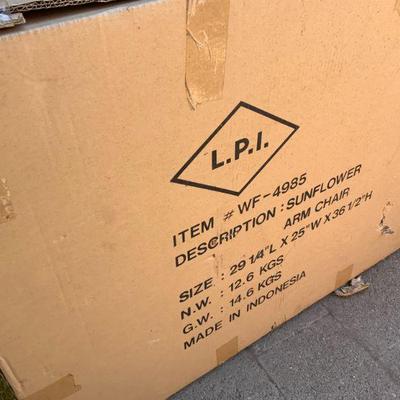 L.P.I.
ITEM # WF-4985
DESCRIPTION : SUNFLOWER
ARM CHAIR
SIZE : 29 1/4"L X 25"W X 36 1/2"H
N.W. : 12.6 KGS
G.W. : 14.6 KGS
MADE IN INDONESIA